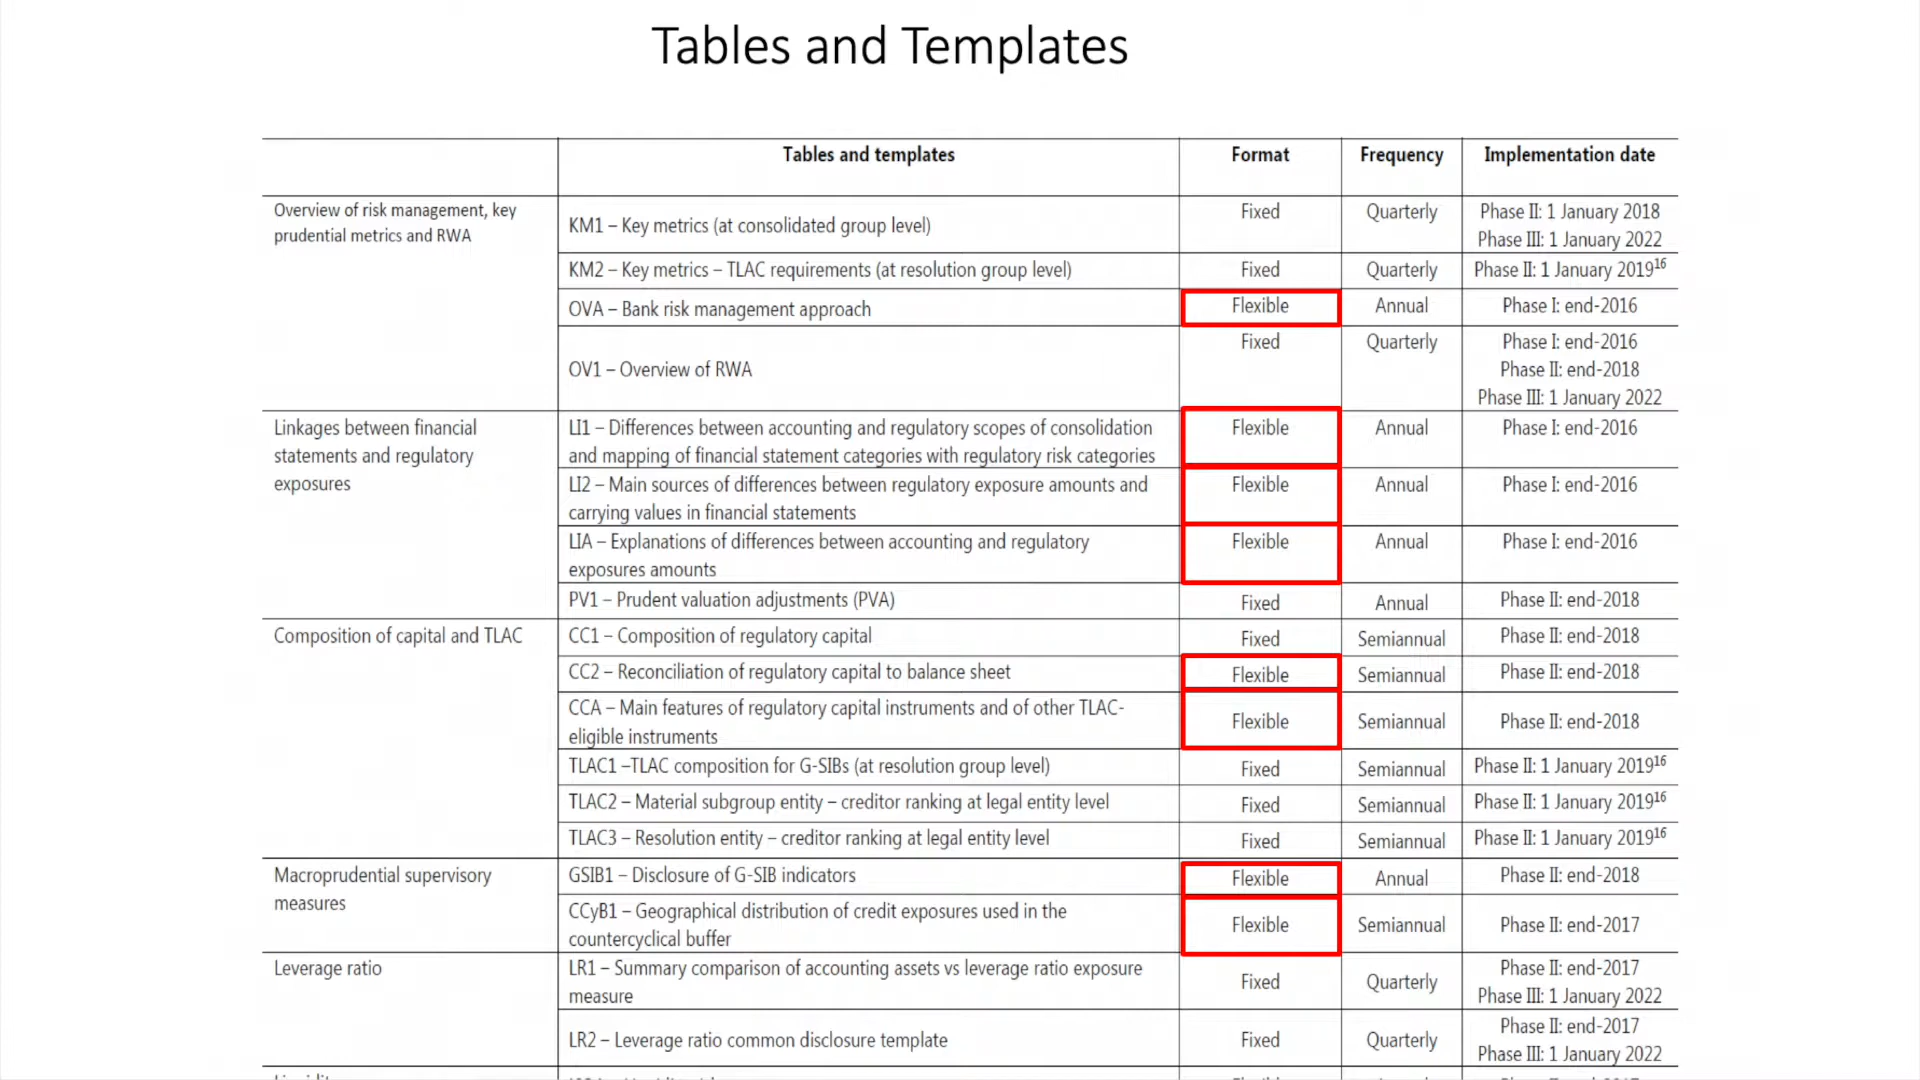 Tables and Templates
Tables and templates Format Frequency Implementation date
Overview of risk management, key
prudential metrics and RWA
KM1 – Key metrics (at consolidated group level) Fixed Quarterly Phase II: 1 January 2018
Phase III: 1 January 2022
KM2 – Key metrics – TLAC requirements (at resolution group level) Fixed Quarterly Phase II: 1 January 2019¹⁶
OVA – Bank risk management approach Flexible Annual Phase I: end-2016
OV1 – Overview of RWA Fixed Quarterly Phase I: end-2016
Phase II: end-2018
Phase III: 1 January 2022
Linkages between financial
statements and regulatory
exposures
LI1 – Differences between accounting and regulatory scopes of consolidation
and mapping of financial statement categories with regulatory risk categories
Flexible Annual Phase I: end-2016
LI2 – Main sources of differences between regulatory exposure amounts and
carrying values in financial statements
Flexible Annual Phase I: end-2016
LIA – Explanations of differences between accounting and regulatory
exposures amounts
Flexible Annual Phase I: end-2016
PV1 – Prudent valuation adjustments (PVA) Fixed Annual Phase II: end-2018
Composition of capital and TLAC
CC1 – Composition of regulatory capital Fixed Semiannual Phase II: end-2018
CC2 – Reconciliation of regulatory capital to balance sheet Flexible Semiannual Phase II: end-2018
CCA – Main features of regulatory capital instruments and of other TLAC-
eligible instruments
Flexible Semiannual Phase II: end-2018
TLAC1 –TLAC composition for G-SIBs (at resolution group level) Fixed Semiannual Phase II: 1 January 2019¹⁶
TLAC2 – Material subgroup entity – creditor ranking at legal entity level Fixed Semiannual Phase II: 1 January 2019¹⁶
TLAC3 – Resolution entity – creditor ranking at legal entity level Fixed Semiannual Phase II: 1 January 2019¹⁶
Macroprudential supervisory
measures
GSIB1 – Disclosure of G-SIB indicators Flexible Annual Phase II: end-2018
CCyB1 – Geographical distribution of credit exposures used in the
countercyclical buffer
Flexible Semiannual Phase II: end-2017
Leverage ratio
LR1 – Summary comparison of accounting assets vs leverage ratio exposure
measure
Fixed Quarterly Phase II: end-2017
Phase III: 1 January 2022
LR2 – Leverage ratio common disclosure template Fixed Quarterly Phase II: end-2017
Phase III: 1 January 2022